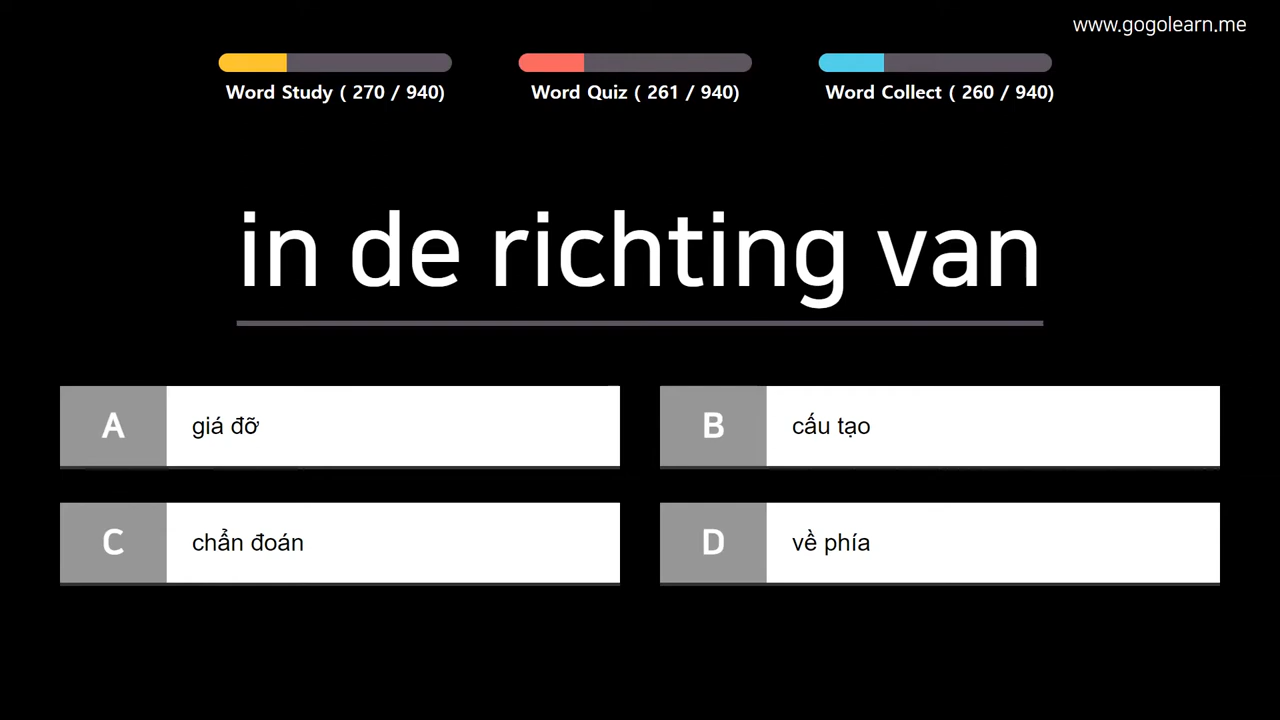 www.gogolearn.me
Word Study ( 270 / 940)
Word Quiz ( 261 / 940)
Word Collect ( 260 / 940)
in de richting van
A giá đỡ
B cấu tạo
C chẩn đoán
D về phía